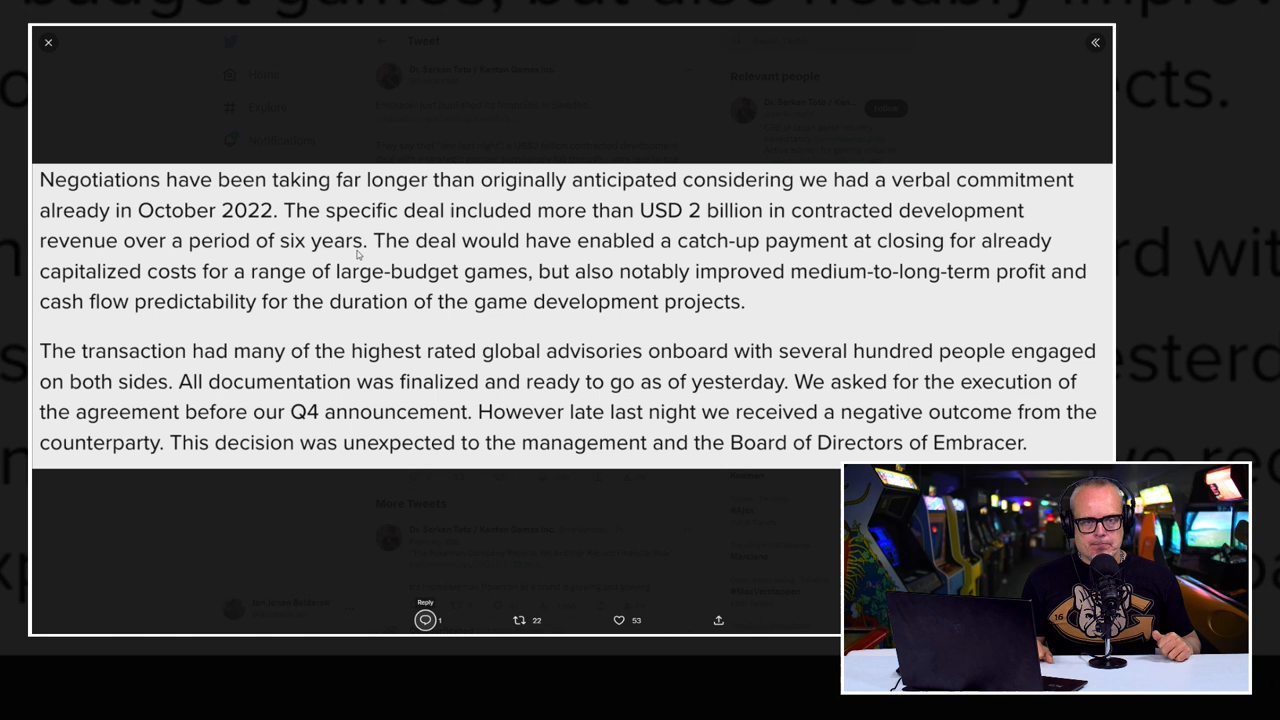 Tweet
Home
Explore
Notifications
Dr. Serkan Toto / Kantan Games Inc.
Relevant people
Negotiations have been taking far longer than originally anticipated considering we had a verbal commitment
already in October 2022. The specific deal included more than USD 2 billion in contracted development
revenue over a period of six years. The deal would have enabled a catch-up payment at closing for already
capitalized costs for a range of large-budget games, but also notably improved medium-to-long-term profit and
cash flow predictability for the duration of the game development projects.
The transaction had many of the highest rated global advisories onboard with several hundred people engaged
on both sides. All documentation was finalized and ready to go as of yesterday. We asked for the execution of
the agreement before our Q4 announcement. However late last night we received a negative outcome from the
counterparty. This decision was unexpected to the management and the Board of Directors of Embracer.
More Tweets
Reply
1
22
53
16